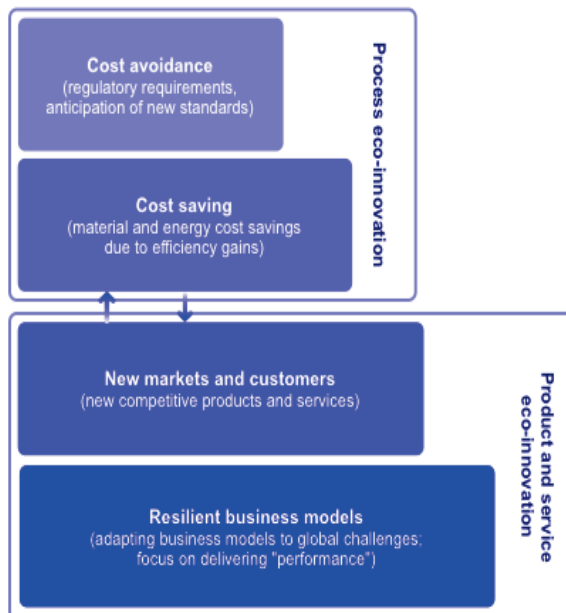 Cost avoidance
(regulatory requirements,
anticipation of new standards)
Cost saving
(material and energy cost savings
due to efficiency gains)
Process eco-innovation
New markets and customers
(new competitive products and services)
Resilient business models
(adapting business models to global challenges;
focus on delivering "performance")
Product and service
eco-innovation